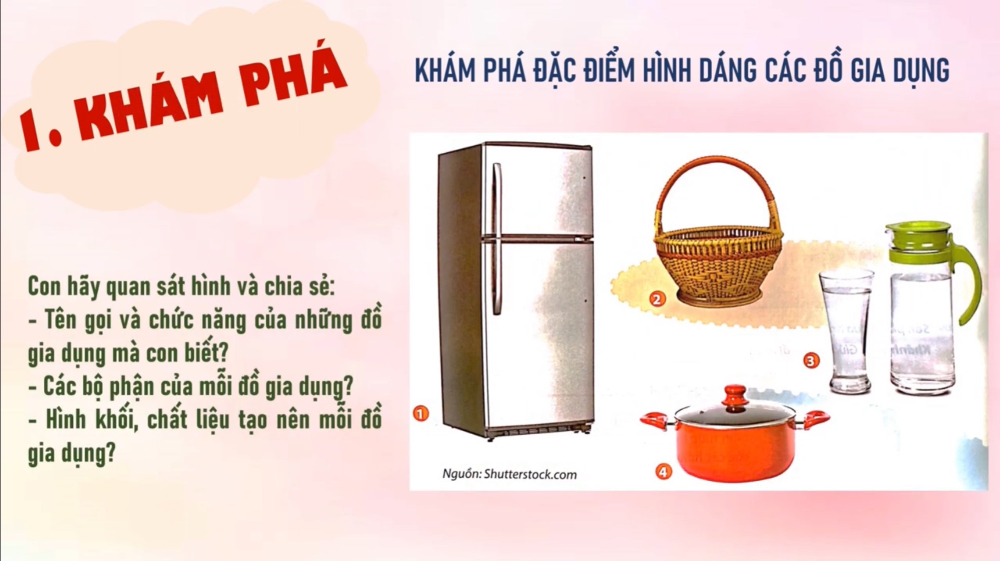 1. KHÁM PHÁ
KHÁM PHÁ ĐẶC ĐIỂM HÌNH DÁNG CÁC ĐỒ GIA DỤNG
Con hãy quan sát hình và chia sẻ:
- Tên gọi và chức năng của những đồ
gia dụng mà con biết?
- Các bộ phận của mỗi đồ gia dụng?
- Hình khối, chất liệu tạo nên mỗi đồ
gia dụng?
1
2
3
4
Nguồn: Shutterstock.com